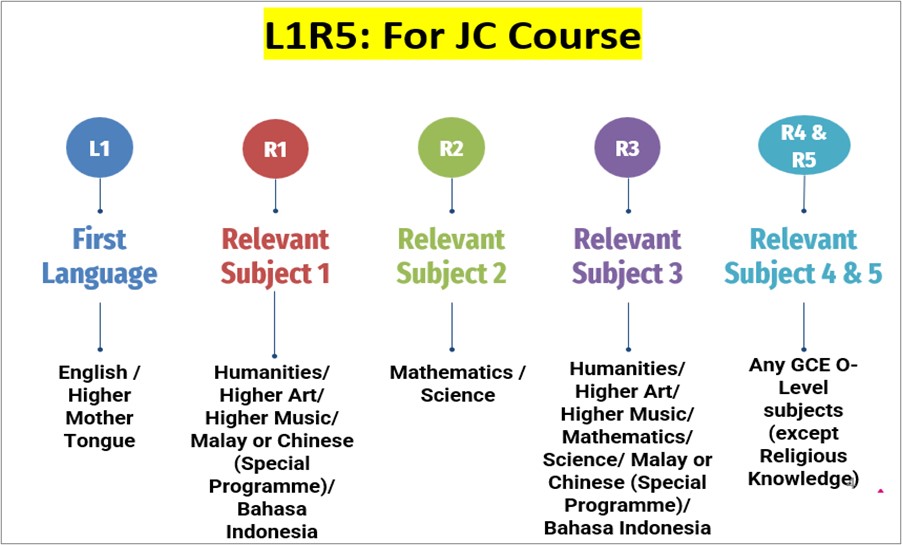 L1R5: For JC Course
L1
First
Language
English /
Higher
Mother
Tongue
R1
Relevant
Subject 1
Humanities/
Higher Art/
Higher Music/
Malay or Chinese
(Special
Programme)/
Bahasa
Indonesia
R2
Relevant
Subject 2
Mathematics /
Science
R3
Relevant
Subject 3
Humanities/
Higher Art/
Higher Music/
Mathematics/
Science/ Malay or
Chinese (Special
Programme)/
Bahasa Indonesia
R4 &
R5
Relevant
Subject 4 & 5
Any GCE O-
Level
subjects
(except
Religious
Knowledge)